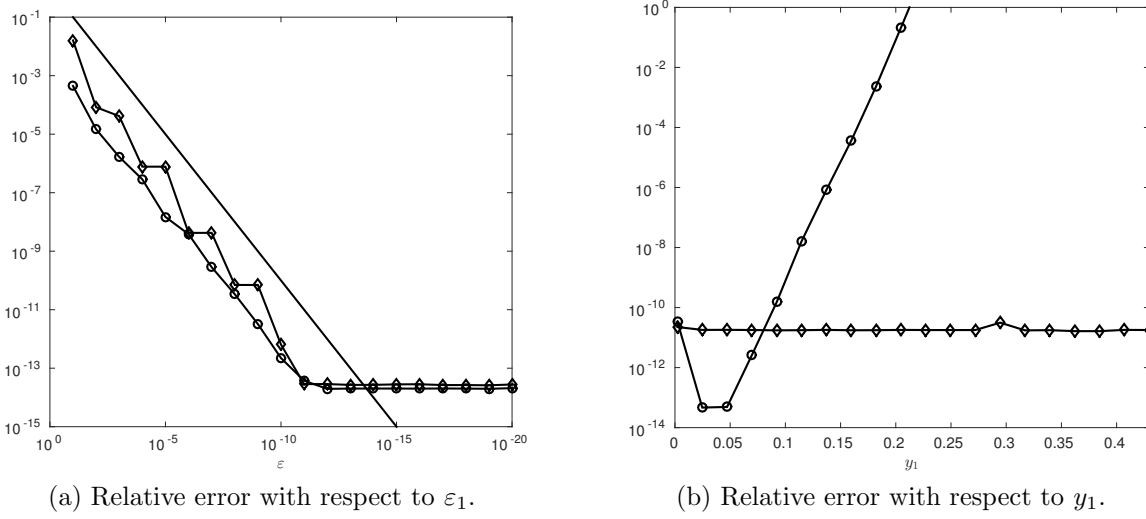 10^-1
10^-3
10^-5
10^-7
10^-9
10^-11
10^-13
10^-15
10^0 10^-5 10^-10 10^-15 10^-20
ε
(a) Relative error with respect to ε₁.
10^0
10^-2
10^-4
10^-6
10^-8
10^-10
10^-12
10^-14
0 0.05 0.1 0.15 0.2 0.25 0.3 0.35 0.4
y₁
(b) Relative error with respect to y₁.